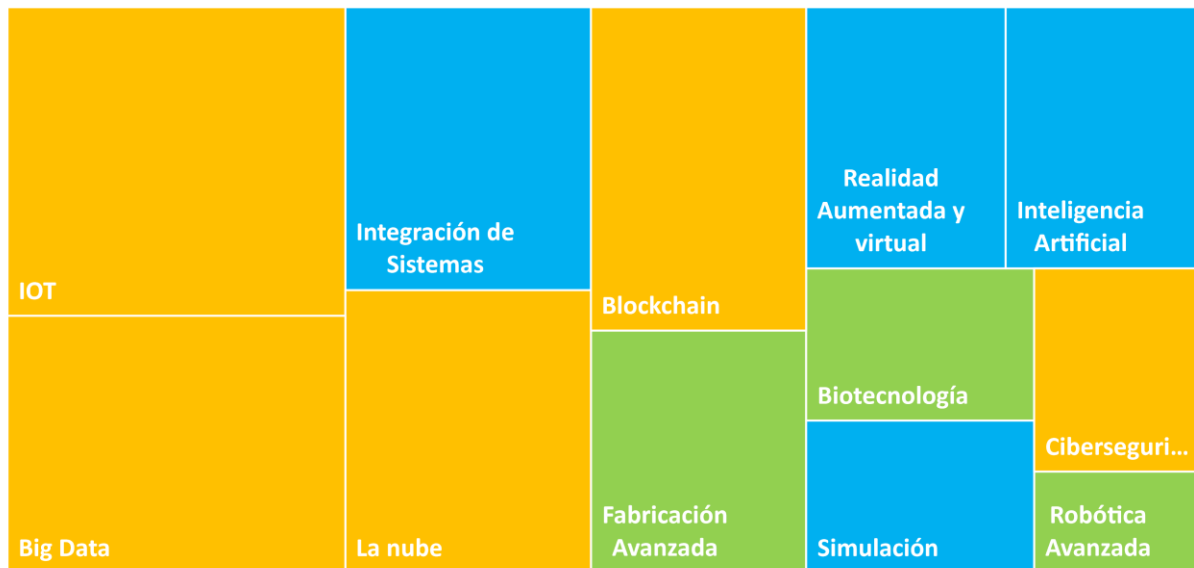 IOT
Big Data
Integración de
Sistemas
La nube
Blockchain
Fabricación
Avanzada
Realidad
Aumentada y
virtual
Inteligencia
Artificial
Biotecnología
Simulación
Ciberseguri...
Robótica
Avanzada